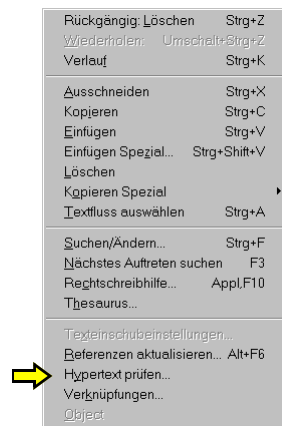 Rückgängig: Löschen Strg+Z
Wiederholen: Umschalt+Strg+Z
Verlauf Strg+K
Ausschneiden Strg+X
Kopieren Strg+C
Einfügen Strg+V
Einfügen Spezial... Strg+Shift+V
Löschen
Kopieren Spezial
Textfluss auswählen Strg+A
Suchen/Ändern... Strg+F
Nächstes Auftreten suchen F3
Rechtschreibhilfe... Appl,F10
Thesaurus...
Texteinschubeinstellungen...
Referenzen aktualisieren... Alt+F6
Hypertext prüfen...
Verknüpfungen...
Object